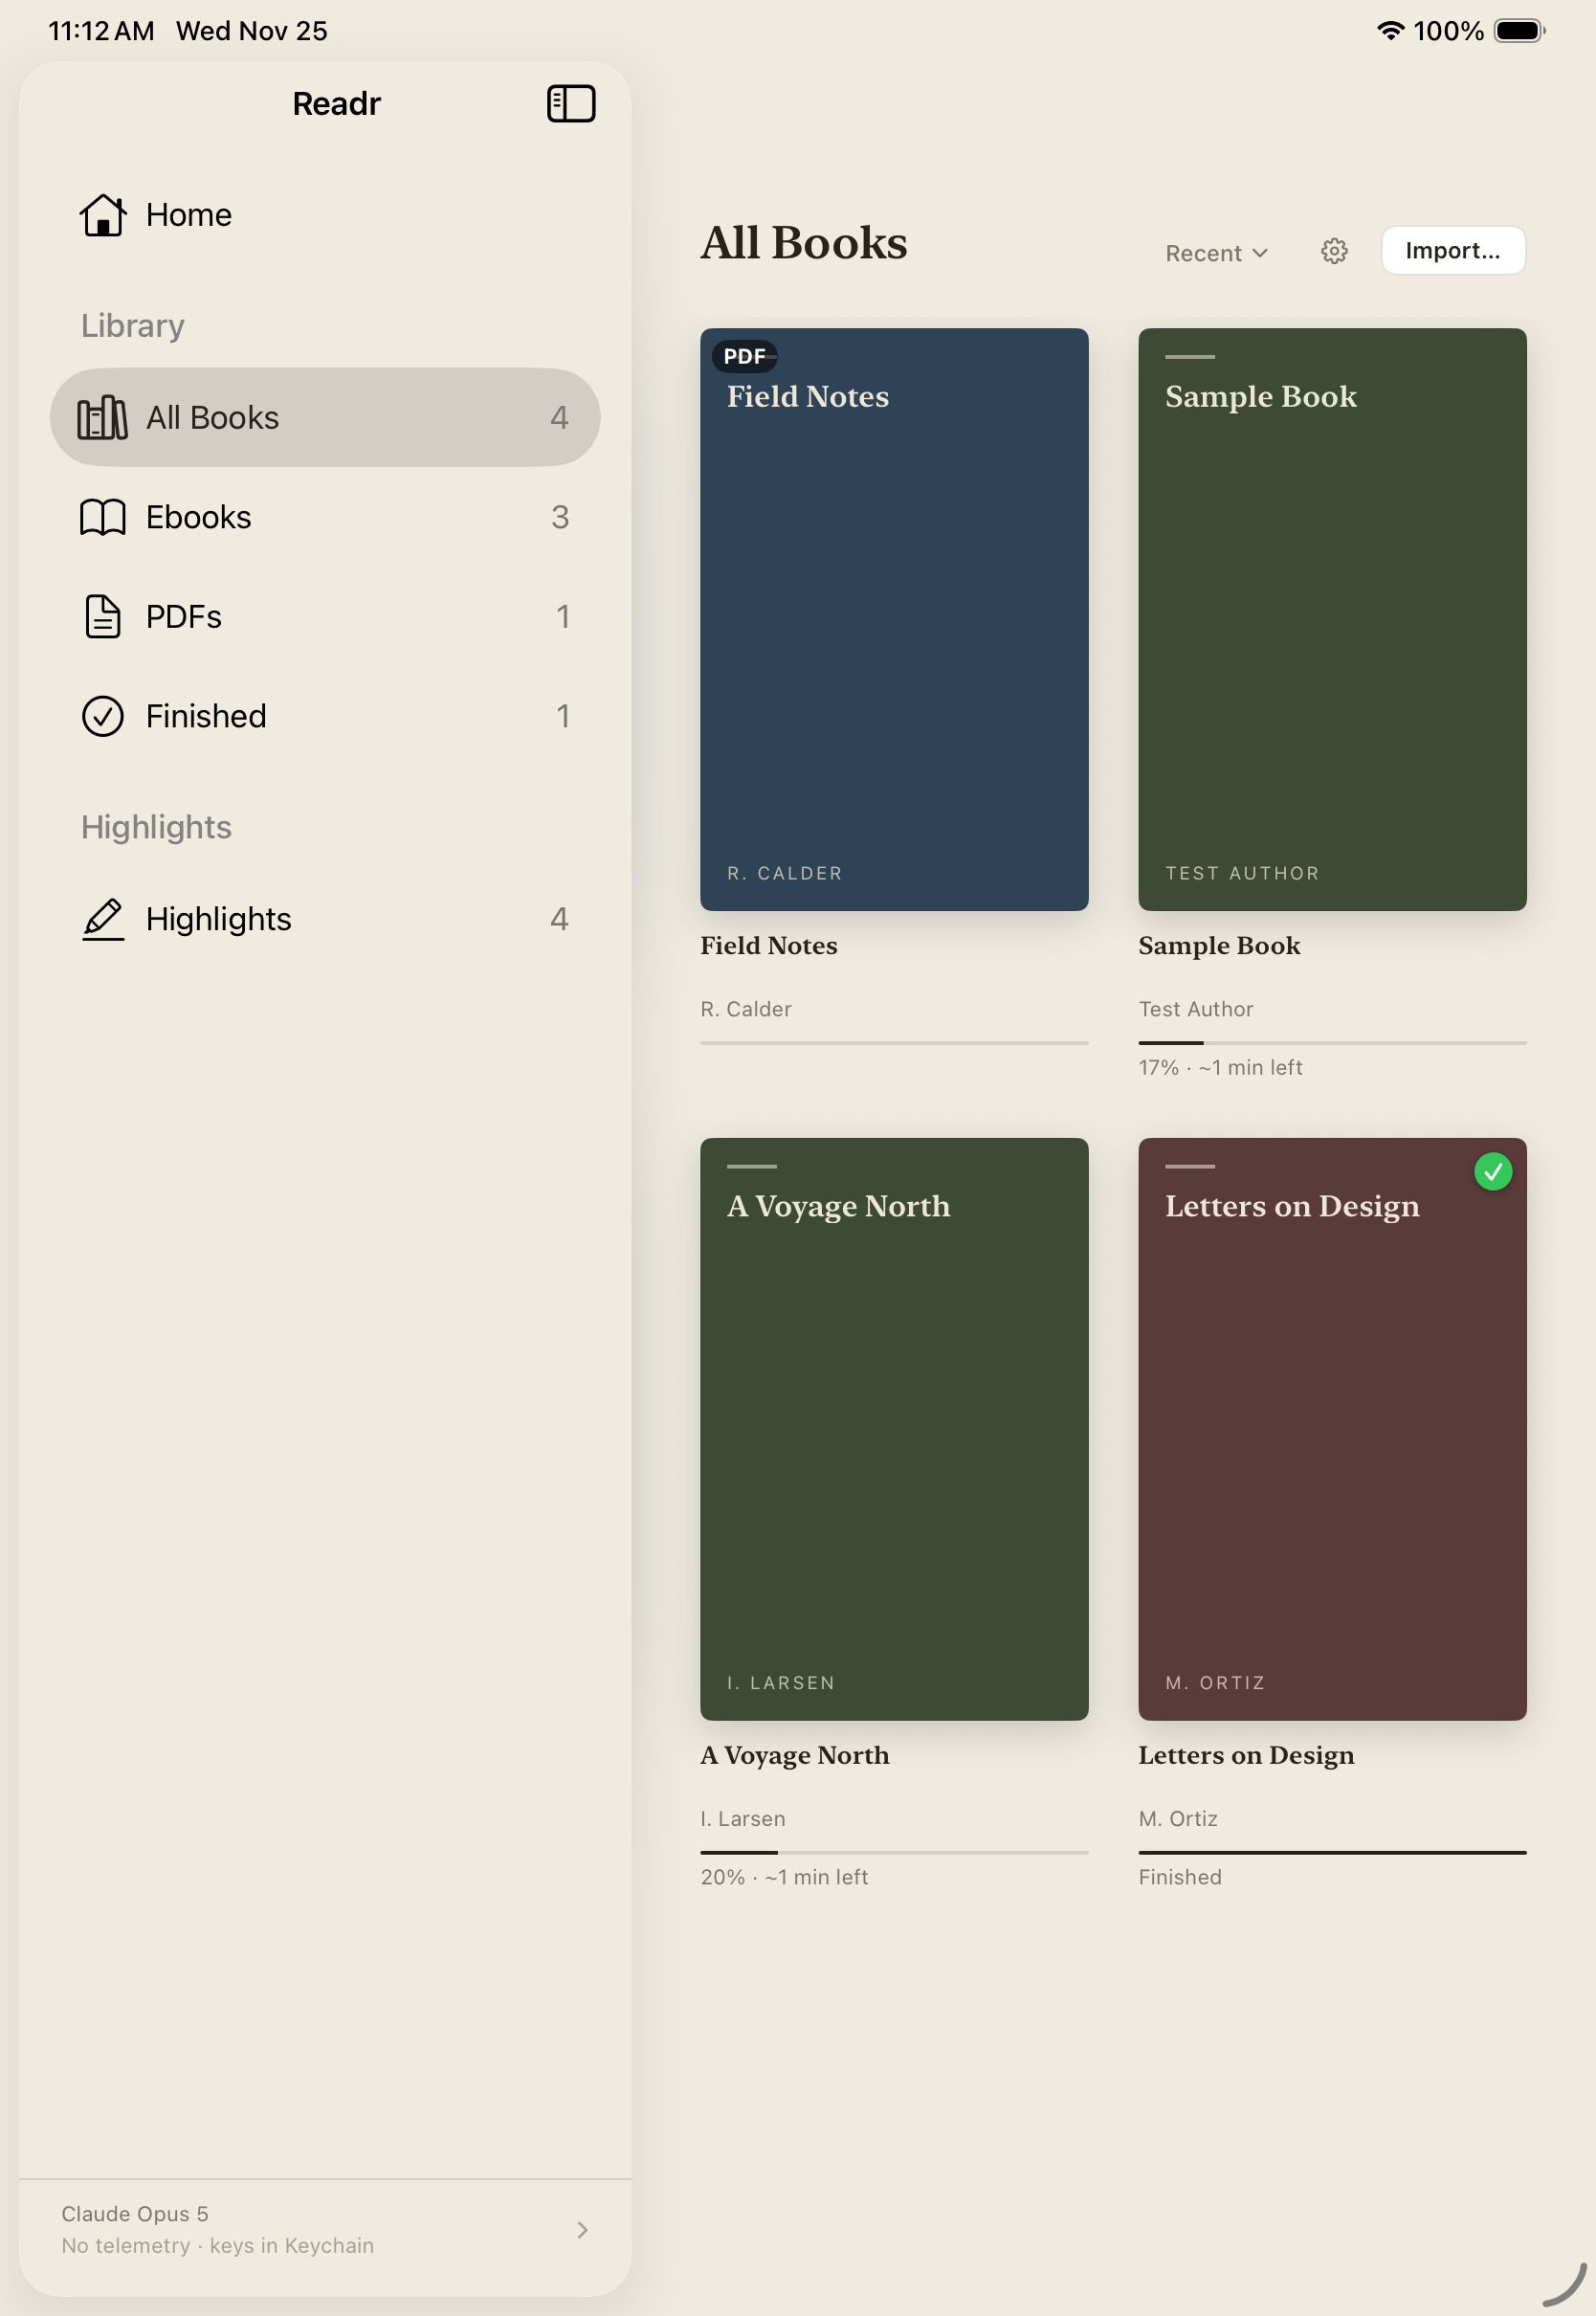 11:12 AM Wed Nov 25
100%
Readr
Home
Library
All Books 4
Ebooks 3
PDFs 1
Finished 1
Highlights
Highlights 4
Claude Opus 5
No telemetry · keys in Keychain
All Books
Recent
Import...
PDF
Field Notes
R. CALDER
Field Notes
R. Calder
Sample Book
TEST AUTHOR
Sample Book
Test Author
17% · ~1 min left
A Voyage North
I. LARSEN
A Voyage North
I. Larsen
20% · ~1 min left
Letters on Design
M. ORTIZ
Letters on Design
M. Ortiz
Finished